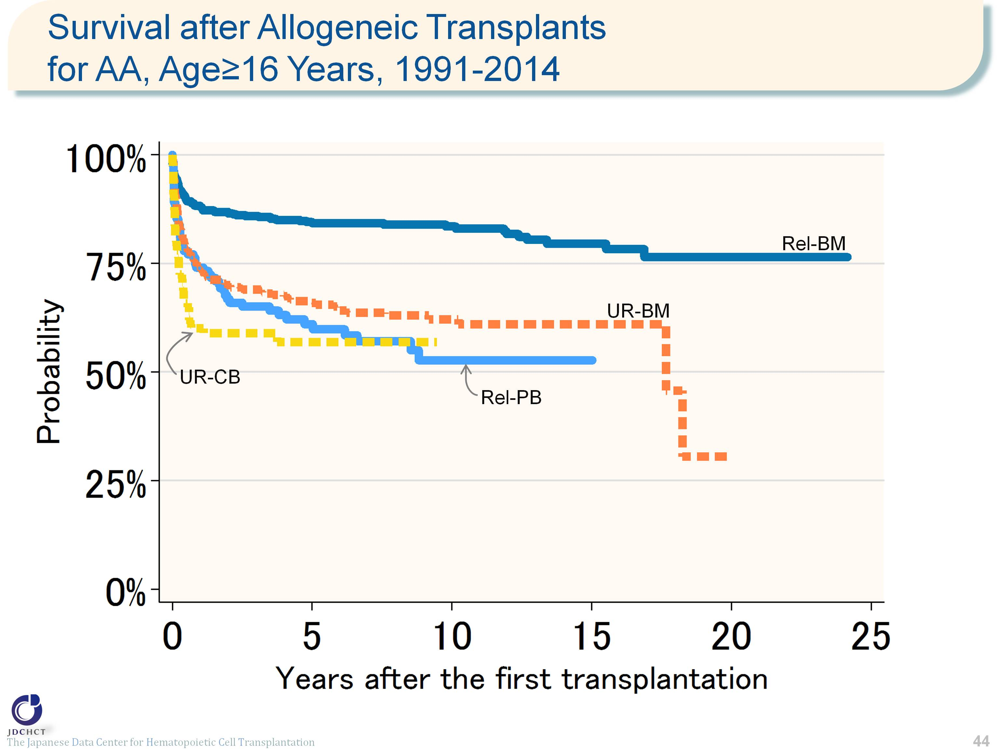 Survival after Allogeneic Transplants
for AA, Age≥16 Years, 1991-2014
100%
75%
50%
25%
0%
Probability
Rel-BM
UR-BM
UR-CB
Rel-PB
0 5 10 15 20 25
Years after the first transplantation
JDCHCT
The Japanese Data Center for Hematopoietic Cell Transplantation
44